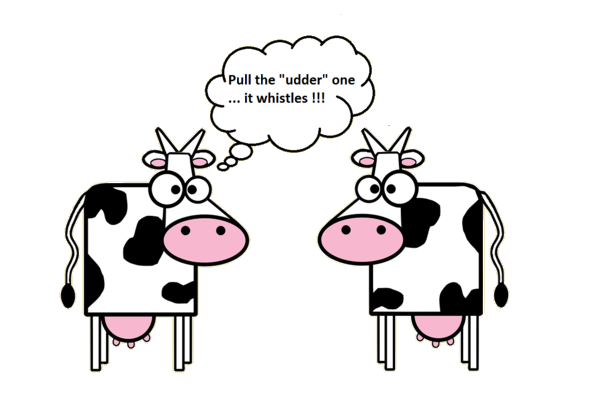 Pull the "udder" one
... it whistles !!!